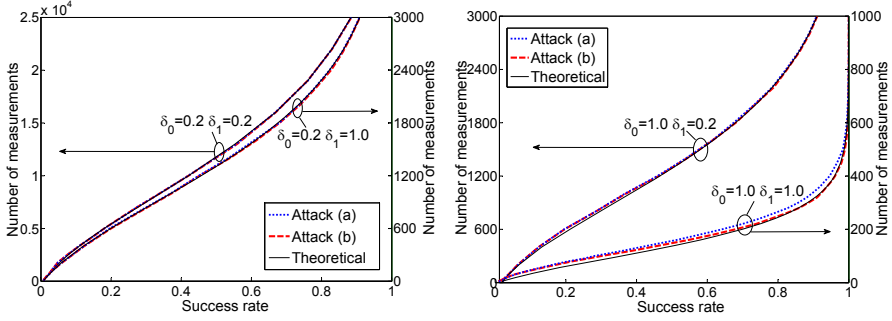 2.5 x 10⁴
2
1.5
1
0.5
0
Number of measurements
0 0.2 0.4 0.6 0.8 1
Success rate
3000
2400
1800
1200
600
0
Number of measurements
δ0=0.2 δ1=0.2
δ0=0.2 δ1=1.0
Attack (a)
Attack (b)
Theoretical
3000
2400
1800
1200
600
0
Number of measurements
0.2 0.4 0.6 0.8 1
Success rate
1000
800
600
400
200
0
Number of measurements
Attack (a)
Attack (b)
Theoretical
δ0=1.0 δ1=0.2
δ0=1.0 δ1=1.0